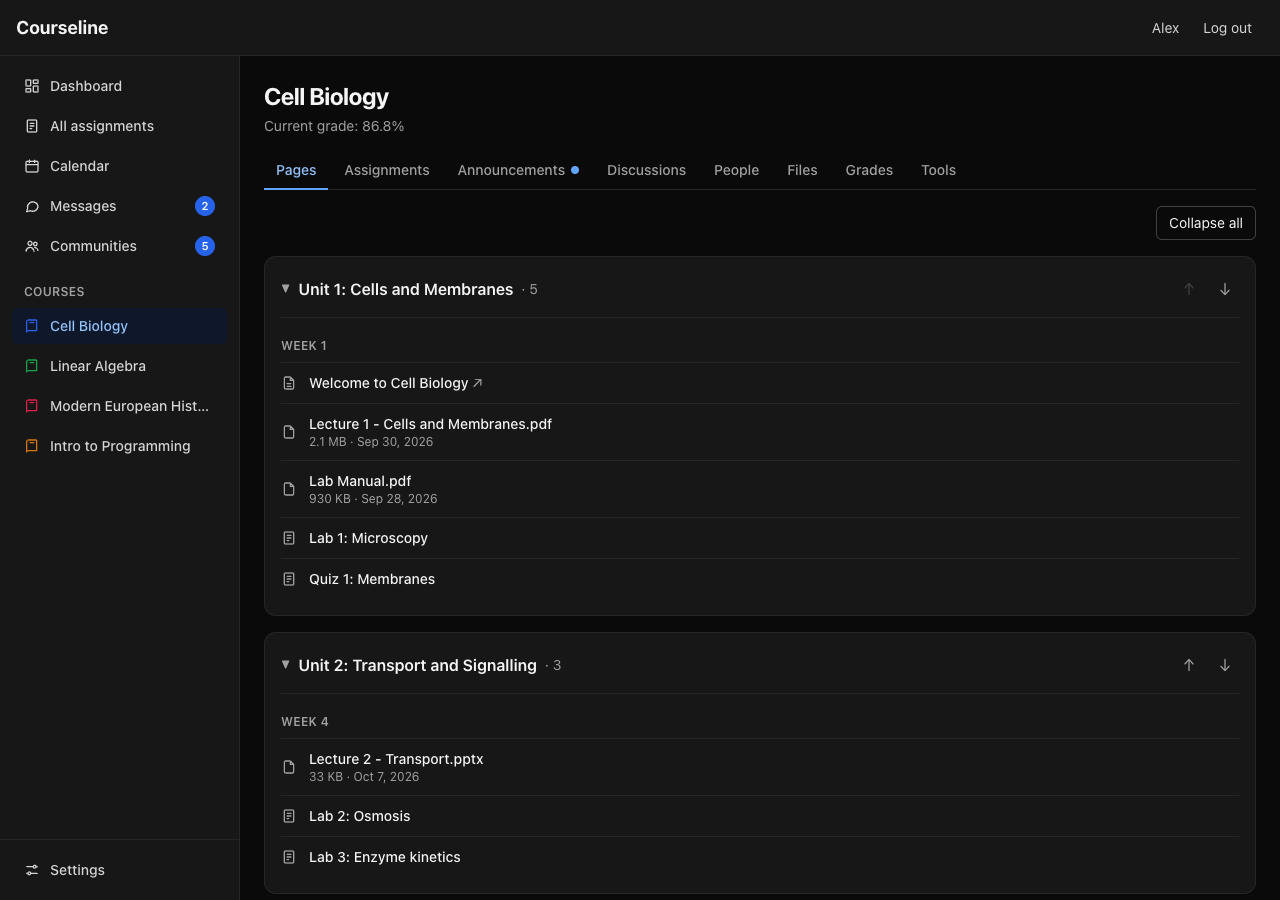 Courseline
Alex
Log out
Dashboard
All assignments
Calendar
Messages
2
Communities
5
COURSES
Cell Biology
Linear Algebra
Modern European Hist...
Intro to Programming
Settings
Cell Biology
Current grade: 86.8%
Pages
Assignments
Announcements
Discussions
People
Files
Grades
Tools
Collapse all
Unit 1: Cells and Membranes · 5
WEEK 1
Welcome to Cell Biology
Lecture 1 - Cells and Membranes.pdf
2.1 MB · Sep 30, 2026
Lab Manual.pdf
930 KB · Sep 28, 2026
Lab 1: Microscopy
Quiz 1: Membranes
Unit 2: Transport and Signalling · 3
WEEK 4
Lecture 2 - Transport.pptx
33 KB · Oct 7, 2026
Lab 2: Osmosis
Lab 3: Enzyme kinetics